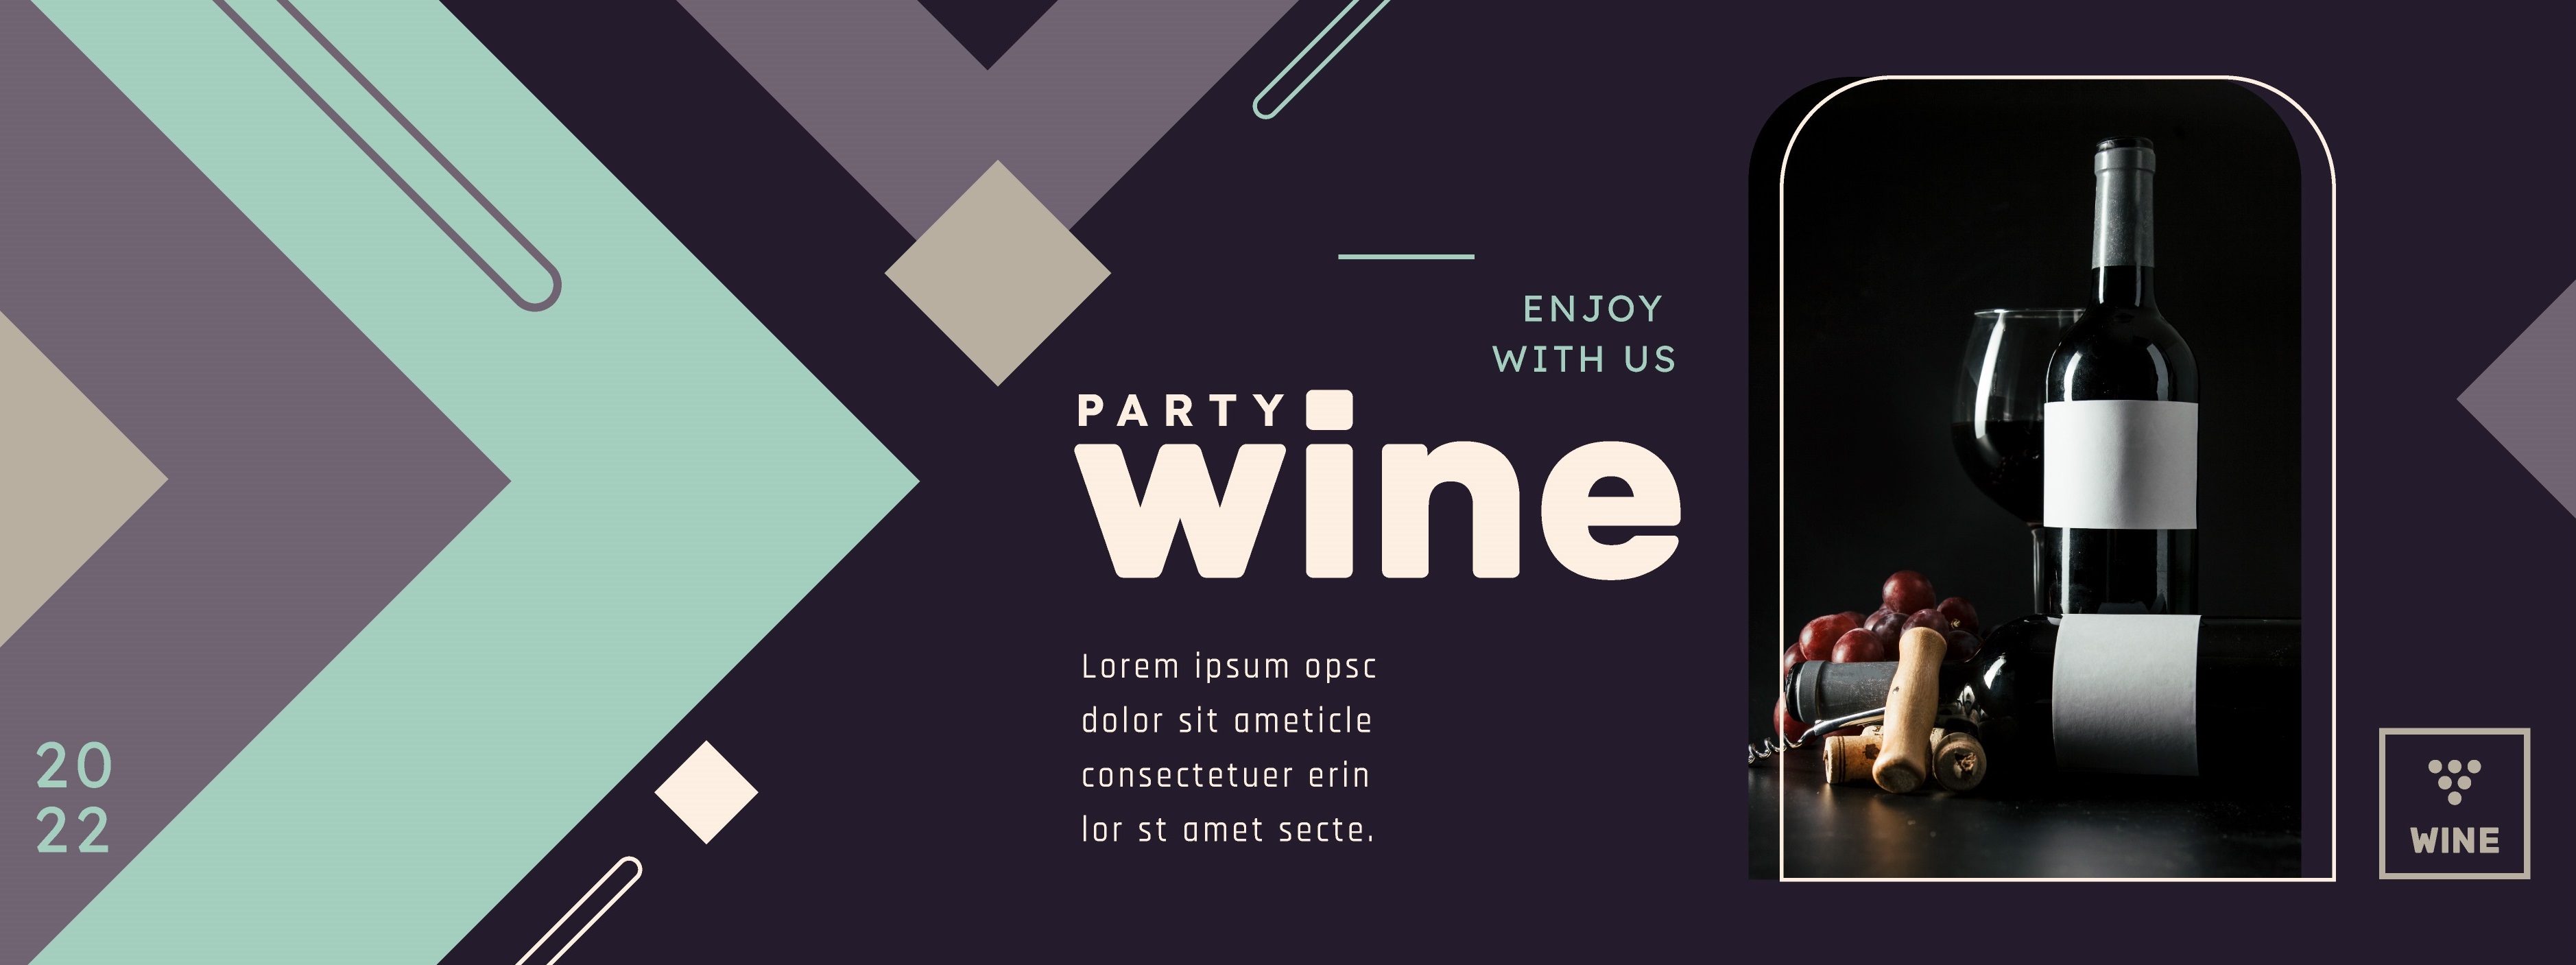 ENJOY
WITH US
PARTY
wine
Lorem ipsum opsc
dolor sit ameticle
consectetuer erin
lor st amet secte.
20
22
WINE